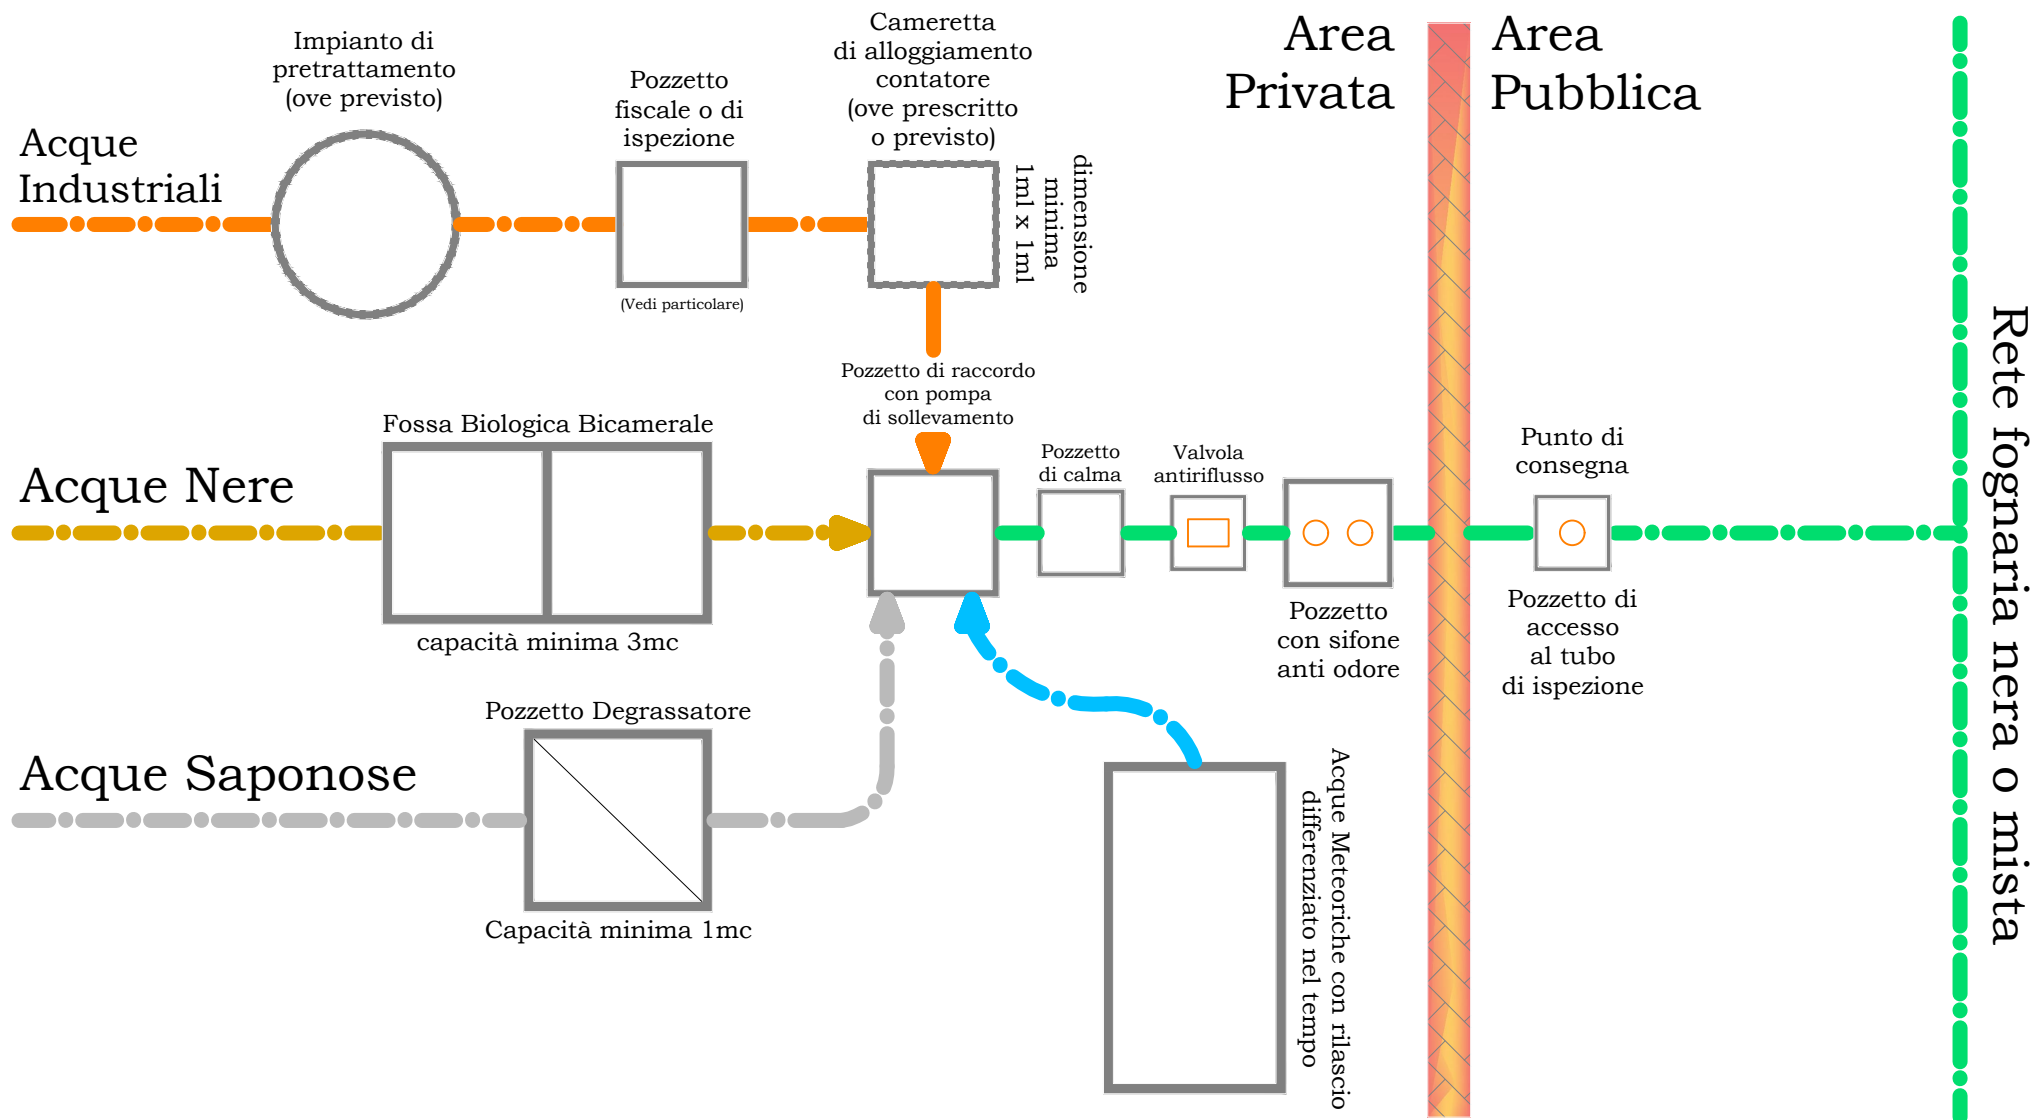 Impianto di
pretrattamento
(ove previsto)
Pozzetto
fiscale o di
ispezione
Cameretta
di alloggiamento
contatore
(ove prescritto
o previsto)
Area
Privata
Area
Pubblica
Acque
Industriali
dimensione
minima
1ml x 1ml
(Vedi particolare)
Pozzetto di raccordo
con pompa
di sollevamento
Fossa Biologica Bicamerale
Acque Nere
capacità minima 3mc
Pozzetto
di calma
Valvola
antiriflusso
Pozzetto
con sifone
anti odore
Punto di
consegna
Pozzetto di
accesso
al tubo
di ispezione
Rete fognaria nera o mista
Pozzetto Degrassatore
Acque Saponose
Capacità minima 1mc
Acque Meteoriche con rilascio
differenziato nel tempo